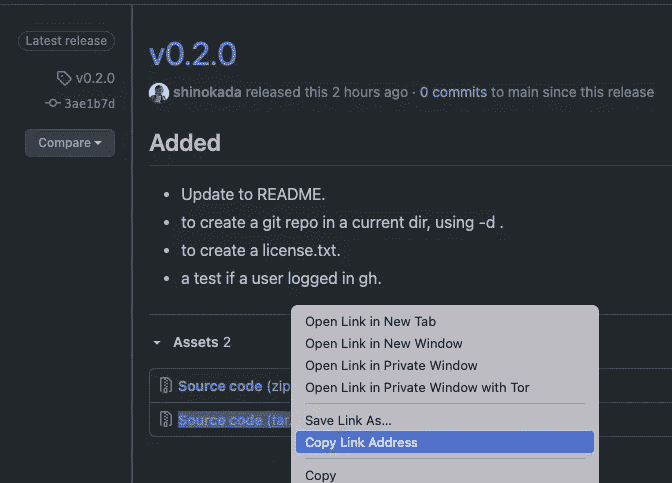 Latest release
v0.2.0
3ae1b7d
Compare
v0.2.0
shinokada released this 2 hours ago · 0 commits to main since this release
Added
• Update to README.
• to create a git repo in a current dir, using -d .
• to create a license.txt.
• a test if a user logged in gh.
Assets 2
Source code (zip
Source code (tar.
Open Link in New Tab
Open Link in New Window
Open Link in Private Window
Open Link in Private Window with Tor
Save Link As...
Copy Link Address
Copy